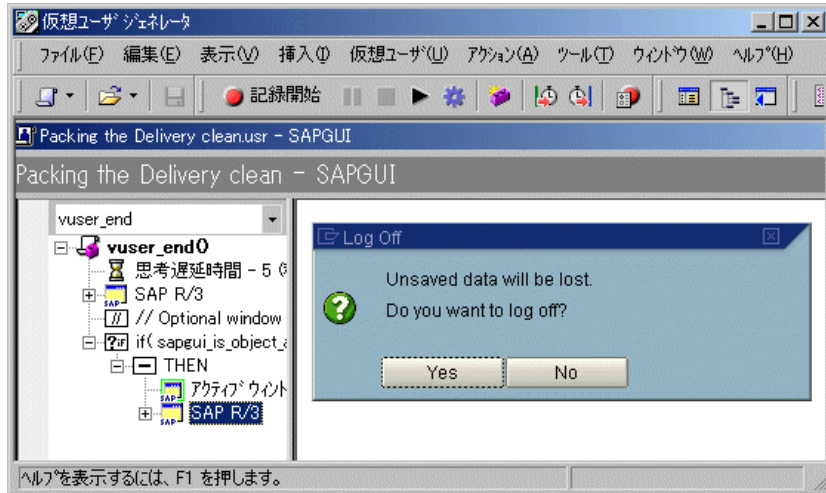 仮想ユーザ ジェネレータ
ファイル(F) 編集(E) 表示(V) 挿入(I) 仮想ユーザ(U) アクション(A) ツール(T) ウィンドウ(W) ヘルプ(H)
記録開始
Packing the Delivery clean.usr - SAPGUI
Packing the Delivery clean - SAPGUI
vuser_end
vuser_end()
思考遅延時間 - 5 (
SAP R/3
// Optional window
if( sapgui_is_object_a
THEN
アクティブ ウィント
SAP R/3
Log Off
Unsaved data will be lost.
Do you want to log off?
Yes No
ヘルプを表示するには、F1 を押します。